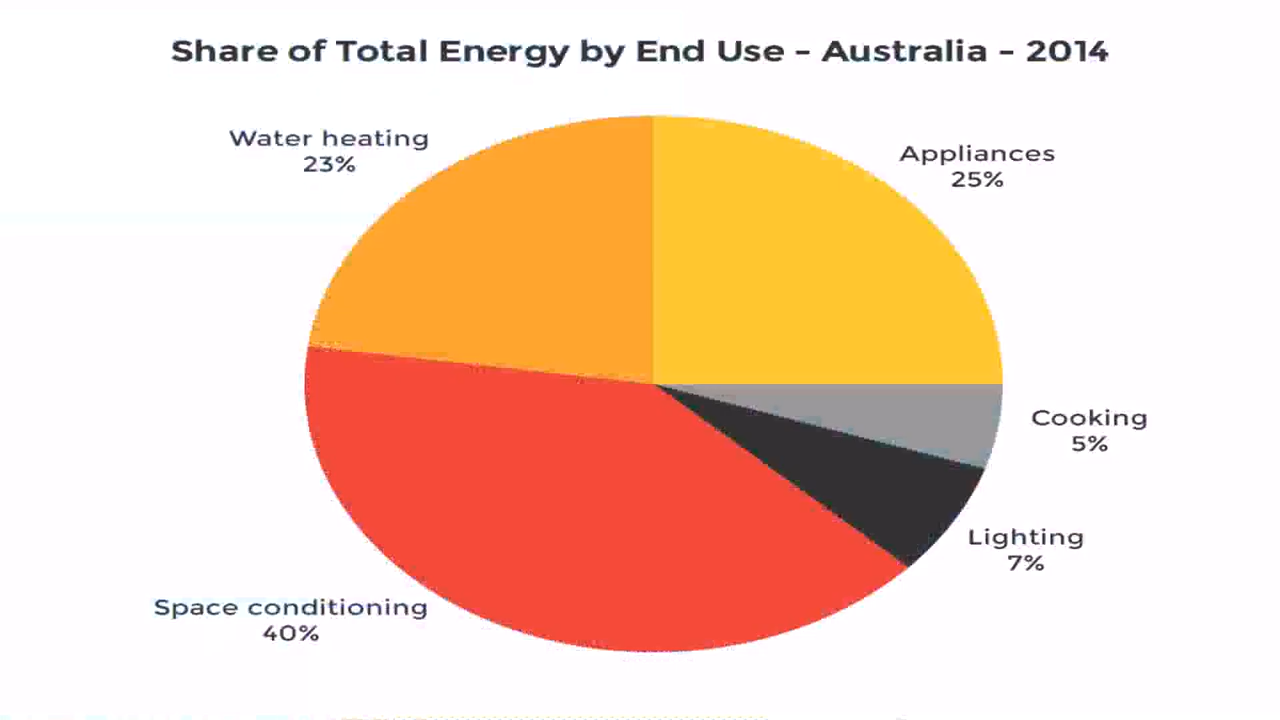 Share of Total Energy by End Use - Australia - 2014
Water heating
23%
Appliances
25%
Cooking
5%
Lighting
7%
Space conditioning
40%